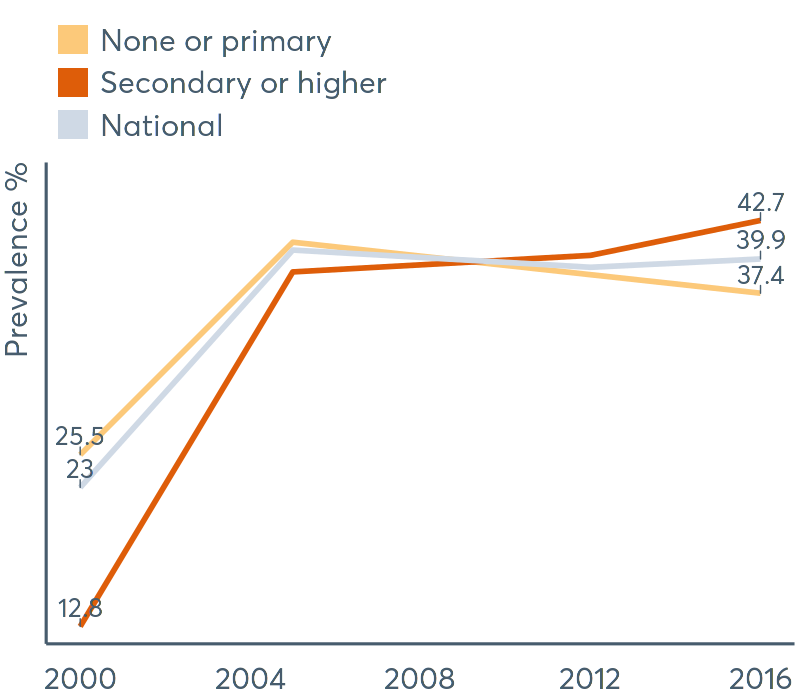 None or primary
Secondary or higher
National
Prevalence %
42.7
39.9
37.4
25.5
23
12.8
2000 2004 2008 2012 2016